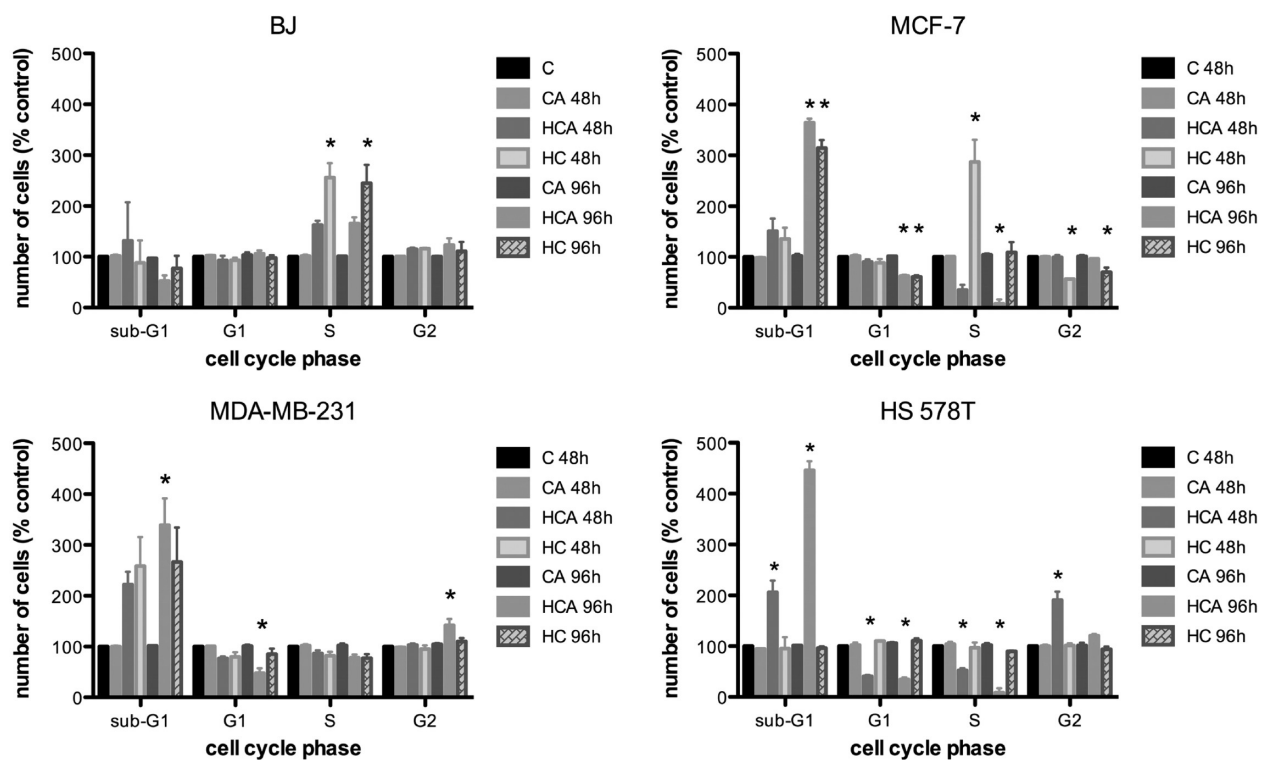 BJ
number of cells (% control)
500
400
300
200
100
0
* *
sub-G1 G1 S G2
cell cycle phase
C
CA 48h
HCA 48h
HC 48h
CA 96h
HCA 96h
HC 96h
MCF-7
number of cells (% control)
500
400
300
200
100
0
* * * * * * * *
sub-G1 G1 S G2
cell cycle phase
C 48h
CA 48h
HCA 48h
HC 48h
CA 96h
HCA 96h
HC 96h
MDA-MB-231
number of cells (% control)
500
400
300
200
100
0
* * *
sub-G1 G1 S G2
cell cycle phase
C 48h
CA 48h
HCA 48h
HC 48h
CA 96h
HCA 96h
HC 96h
HS 578T
number of cells (% control)
500
400
300
200
100
0
* * * * * * *
sub-G1 G1 S G2
cell cycle phase
C 48h
CA 48h
HCA 48h
HC 48h
CA 96h
HCA 96h
HC 96h